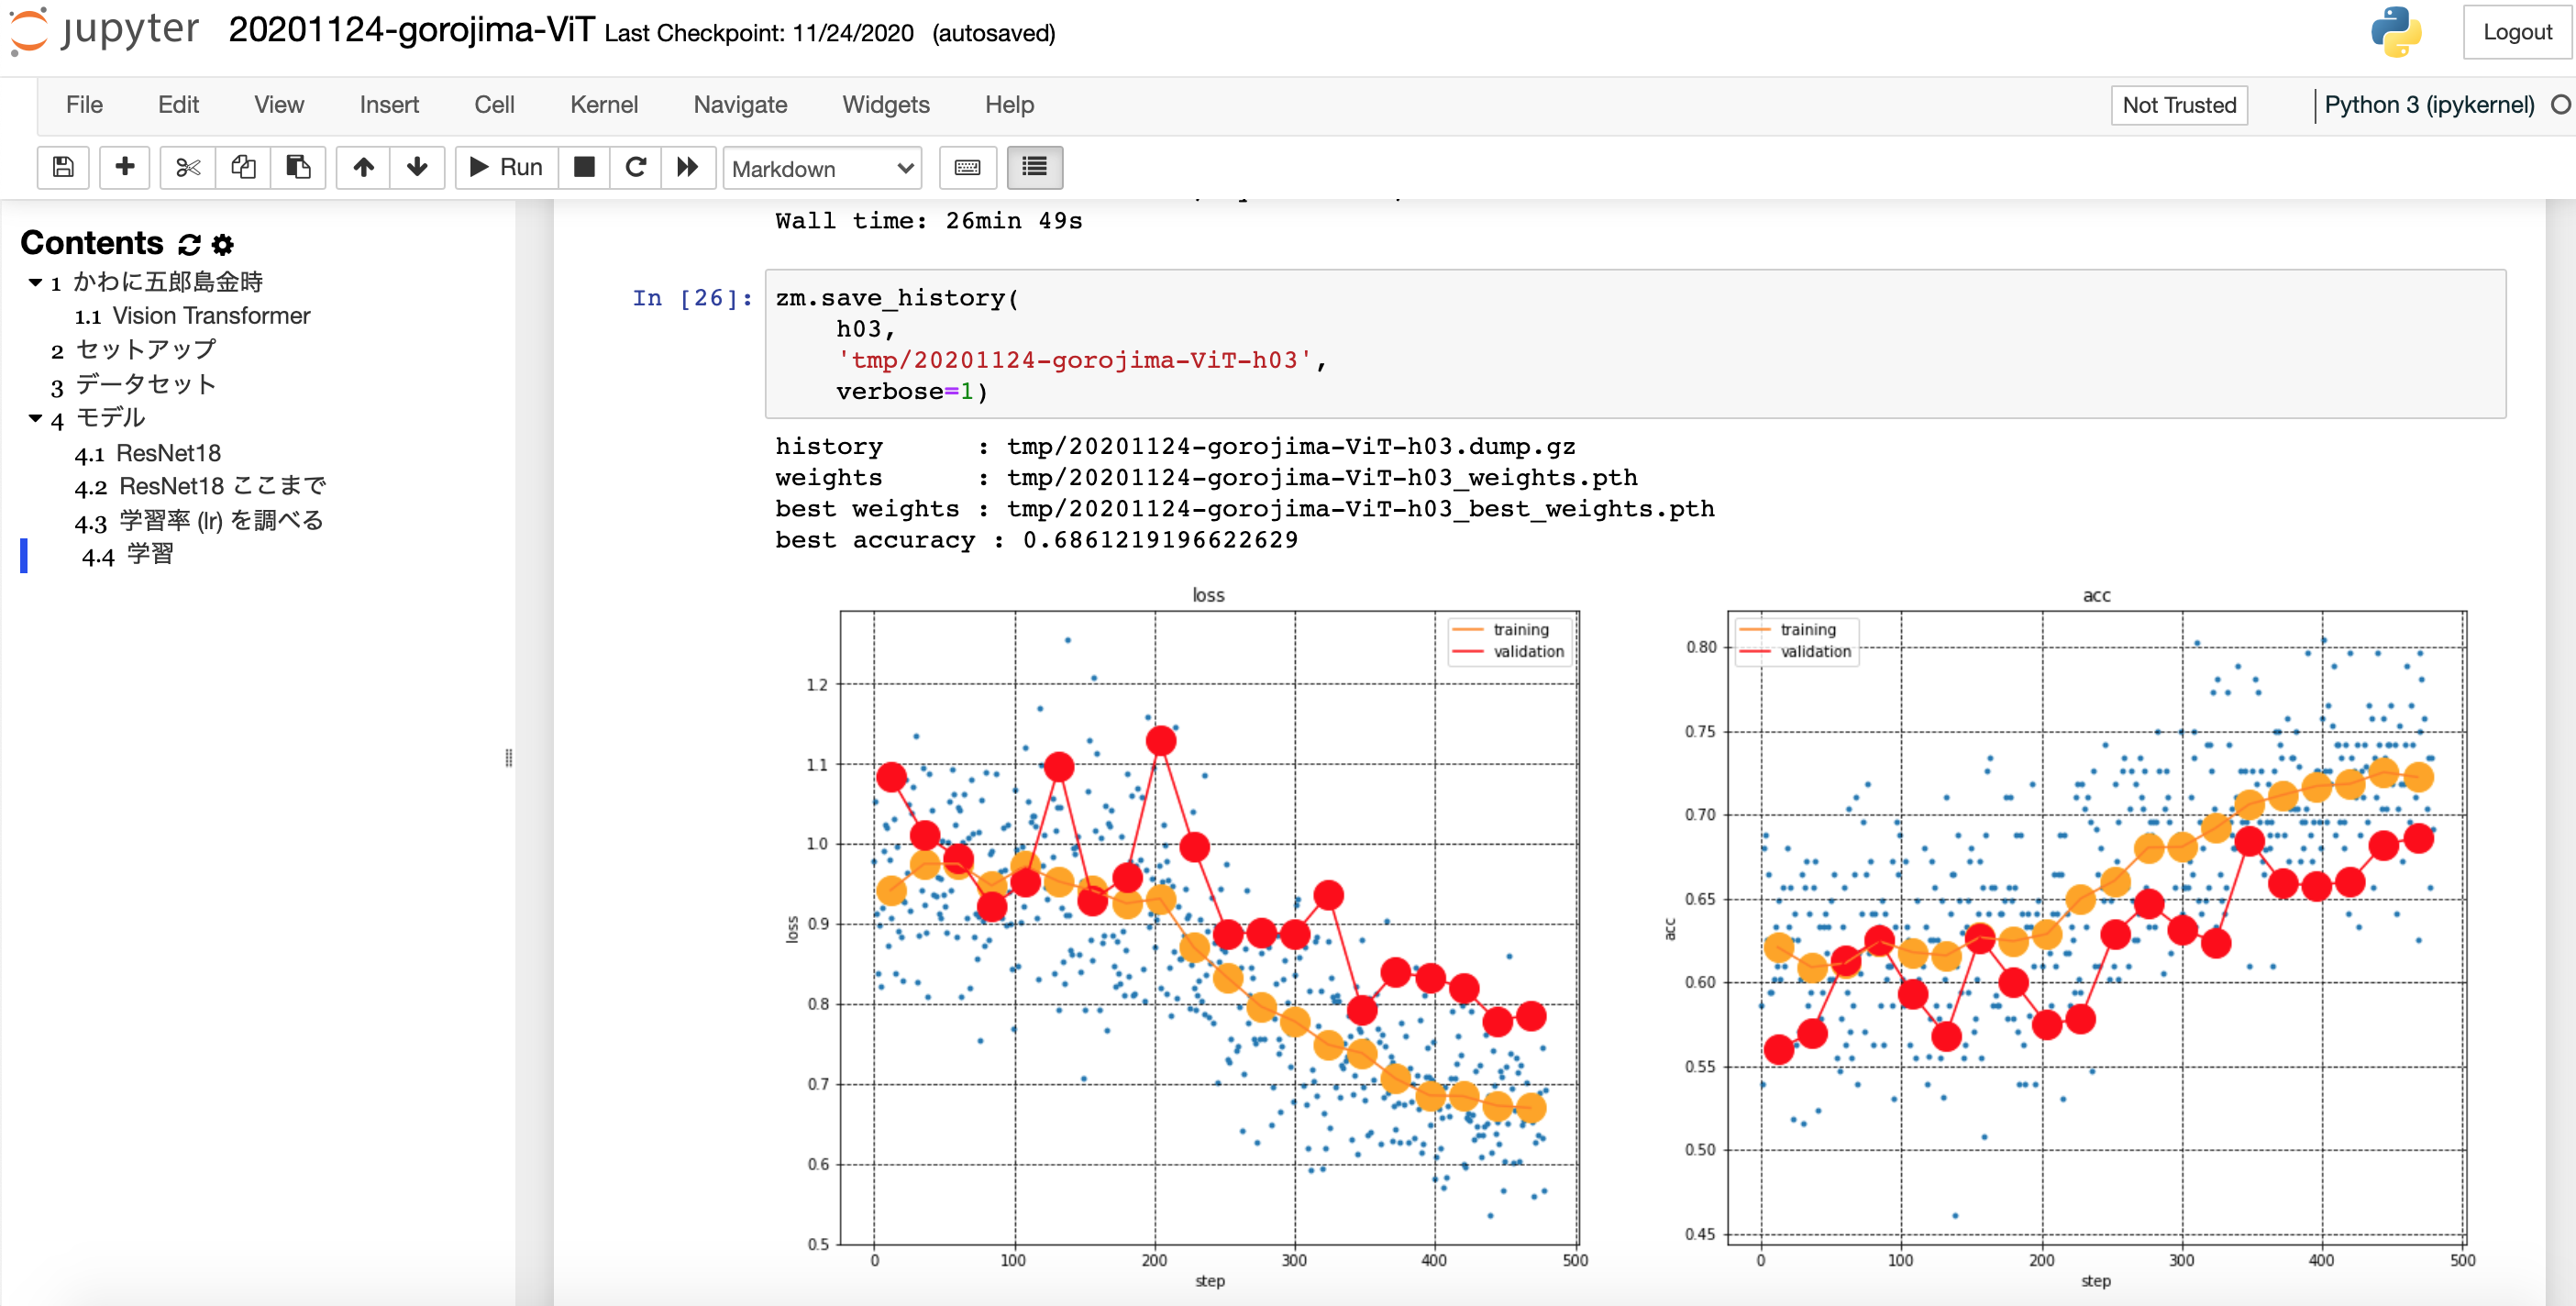 jupyter 20201124-gorojima-ViT Last Checkpoint: 11/24/2020 (autosaved)
Logout
File Edit View Insert Cell Kernel Navigate Widgets Help
Not Trusted
Python 3 (ipykernel)
Run
Markdown
Contents
1 かわに五郎島金時
1.1 Vision Transformer
2 セットアップ
3 データセット
4 モデル
4.1 ResNet18
4.2 ResNet18 ここまで
4.3 学習率 (lr) を調べる
4.4 学習
Wall time: 26min 49s
In [26]:
zm.save_history(
h03,
'tmp/20201124-gorojima-ViT-h03',
verbose=1)
history : tmp/20201124-gorojima-ViT-h03.dump.gz
weights : tmp/20201124-gorojima-ViT-h03_weights.pth
best weights : tmp/20201124-gorojima-ViT-h03_best_weights.pth
best accuracy : 0.6861219196622629
loss
training
validation
1.2
1.1
1.0
0.9
0.8
0.7
0.6
0.5
loss
0 100 200 300 400 500
step
acc
training
validation
0.80
0.75
0.70
0.65
0.60
0.55
0.50
0.45
acc
0 100 200 300 400 500
step